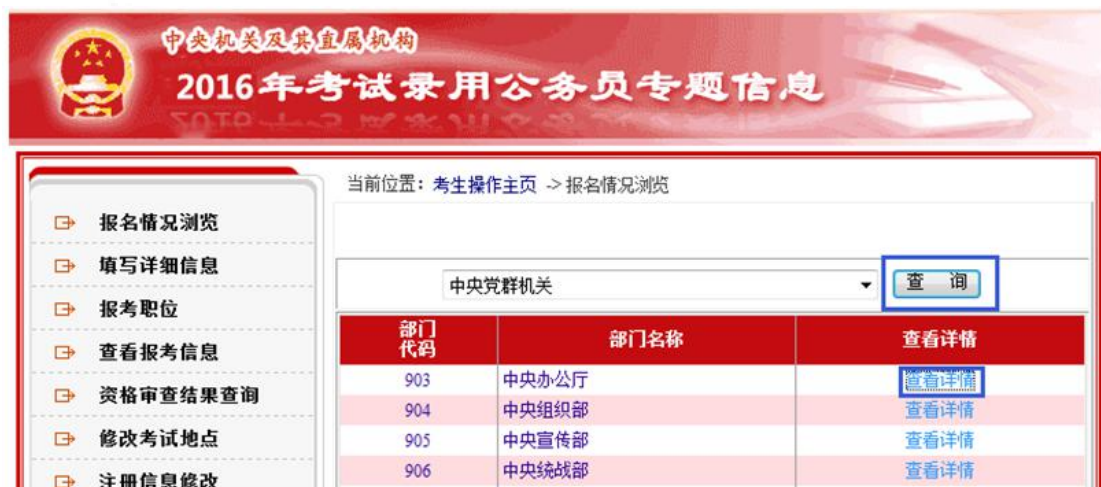 中央机关及其直属机构
2016年考试录用公务员专题信息
当前位置：考生操作主页 ->报名情况浏览
报名情况浏览
填写详细信息
报考职位
查看报考信息
资格审查结果查询
修改考试地点
注册信息修改
中央党群机关 查 询
部门代码 部门名称 查看详情
903 中央办公厅 查看详情
904 中央组织部 查看详情
905 中央宣传部 查看详情
906 中央统战部 查看详情